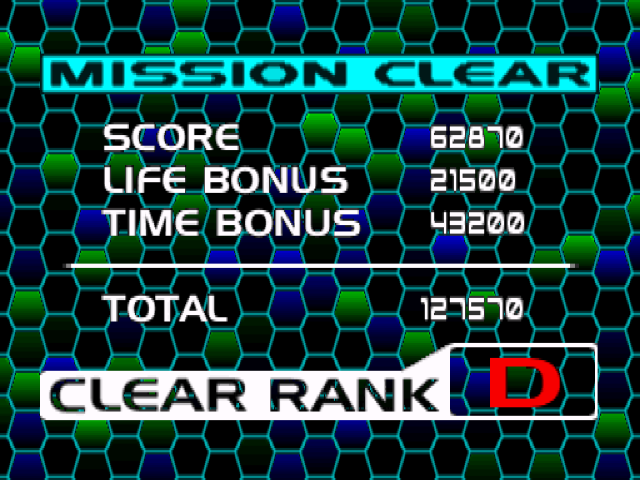 MISSION CLEAR
SCORE 62870
LIFE BONUS 21500
TIME BONUS 43200
TOTAL 127570
CLEAR RANK D